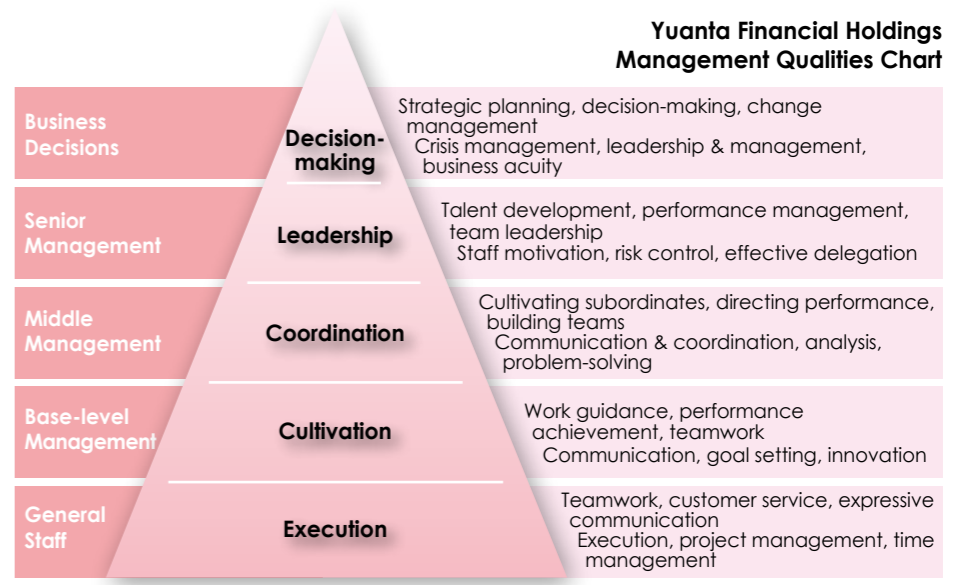 Yuanta Financial Holdings
Management Qualities Chart
Business
Decisions
Decision-
making
Strategic planning, decision-making, change
management
Crisis management, leadership & management,
business acuity
Senior
Management
Leadership
Talent development, performance management,
team leadership
Staff motivation, risk control, effective delegation
Middle
Management
Coordination
Cultivating subordinates, directing performance,
building teams
Communication & coordination, analysis,
problem-solving
Base-level
Management
Cultivation
Work guidance, performance
achievement, teamwork
Communication, goal setting, innovation
General
Staff
Execution
Teamwork, customer service, expressive
communication
Execution, project management, time
management